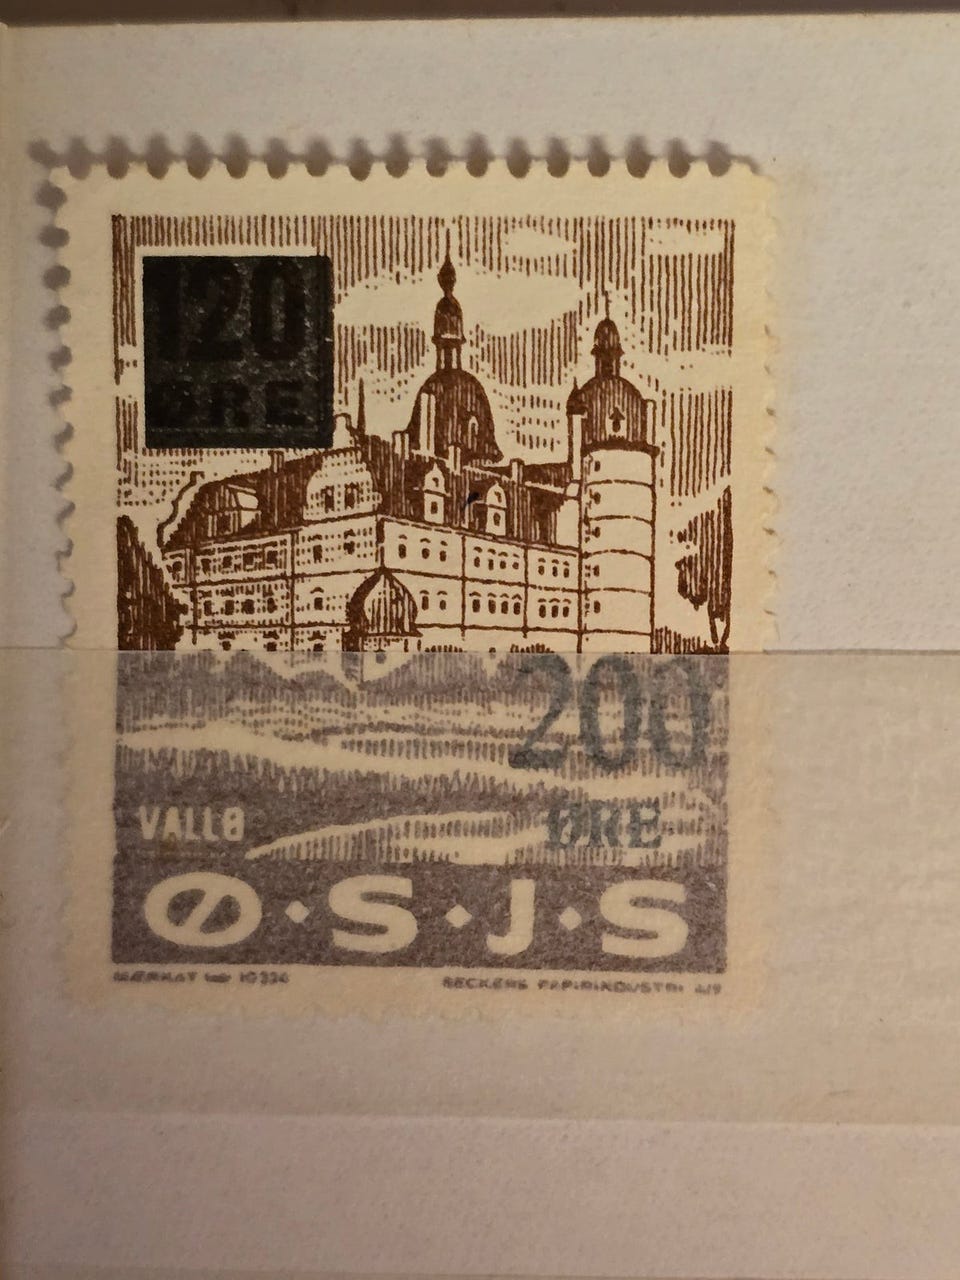 120
ØRE
200
ØRE
VALLØ
Ø·S·J·S
BECKERS PAPIRINDUSTRI A/S